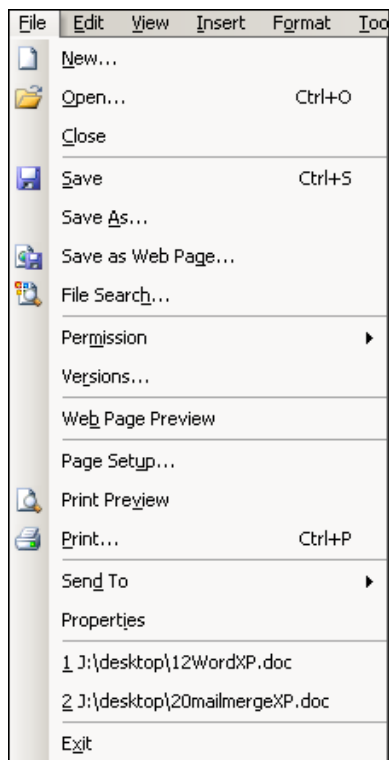 File Edit View Insert Format Too
New...
Open... Ctrl+O
Close
Save Ctrl+S
Save As...
Save as Web Page...
File Search...
Permission
Versions...
Web Page Preview
Page Setup...
Print Preview
Print... Ctrl+P
Send To
Properties
1 J:\desktop\12WordXP.doc
2 J:\desktop\20mailmergeXP.doc
Exit